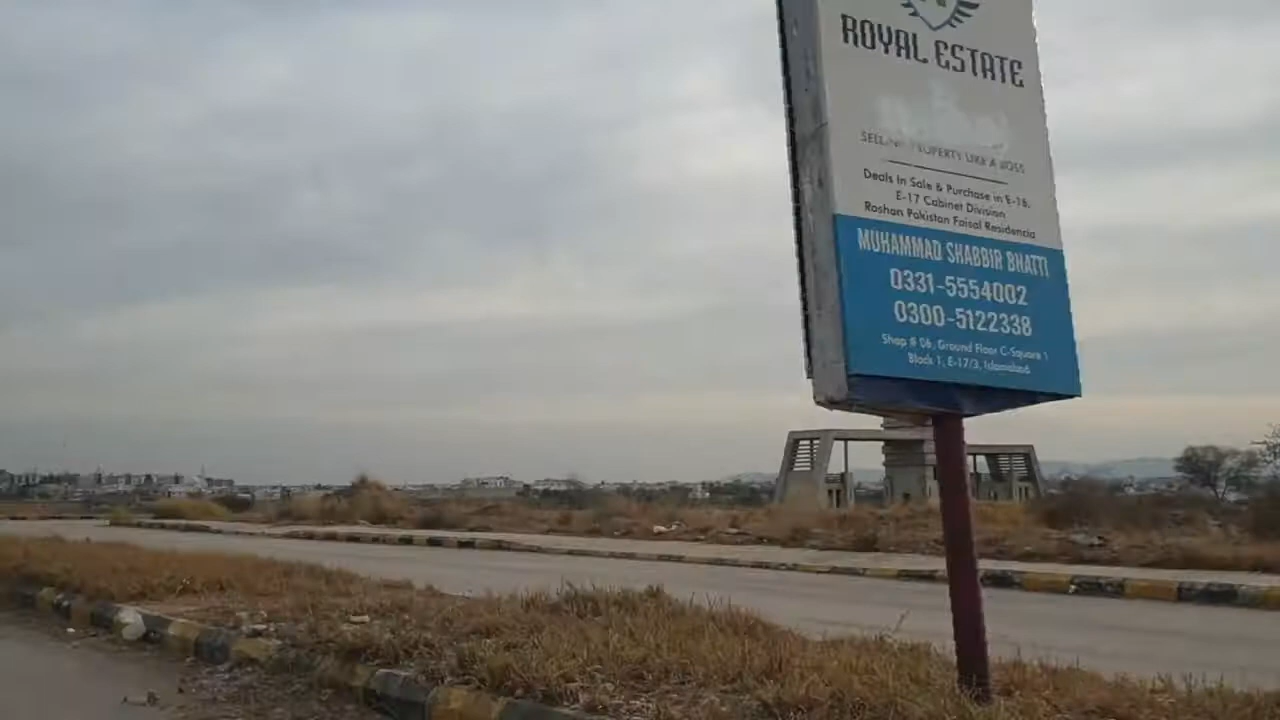 ROYAL ESTATE
SELLING PROPERTY LIKE A BOSS
Deals in Sale & Purchase in E-16,
E-17 Cabinet Division
Roshan Pakistan Faisal Residencia
MUHAMMAD SHABBIR BHATTI
0331-5554002
0300-5122338
Shop # 06, Ground Floor C-Square 1
Block 1, E-17/3, Islamabad